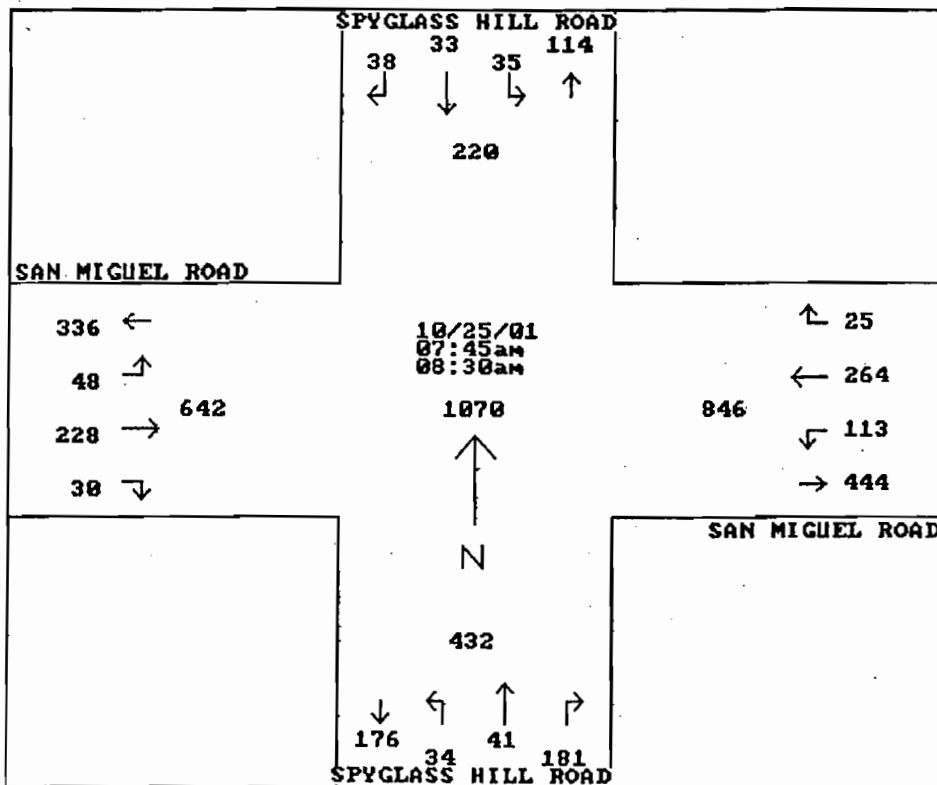 SPYGLASS HILL ROAD
38 33 35 114
220
SAN MIGUEL ROAD
336
48
228
30
642
10/25/01
07:45am
08:30am
1070
846
25
264
113
444
SAN MIGUEL ROAD
N
432
176 34 41 181
SPYGLASS HILL ROAD